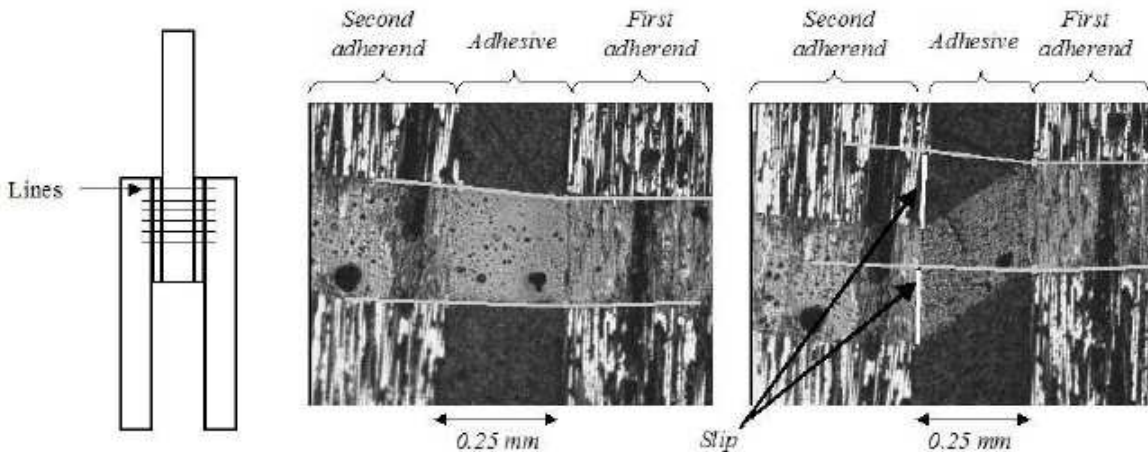 Second
adherend
Adhesive
First
adherend
Second
adherend
Adhesive
First
adherend
Lines
0.25 mm
Slip
0.25 mm